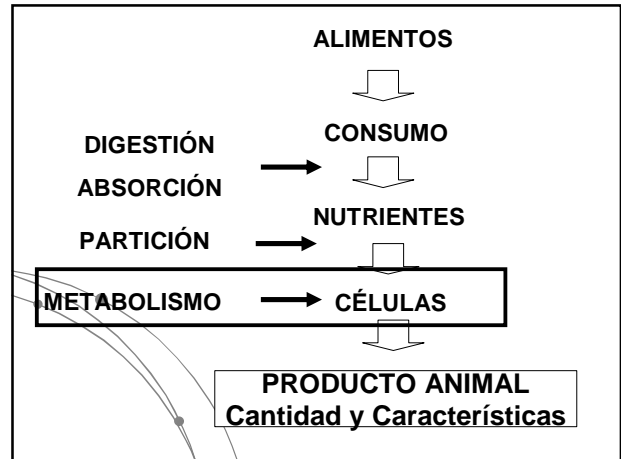 ALIMENTOS
CONSUMO
DIGESTIÓN
ABSORCIÓN
NUTRIENTES
PARTICIÓN
METABOLISMO
CÉLULAS
PRODUCTO ANIMAL
Cantidad y Características